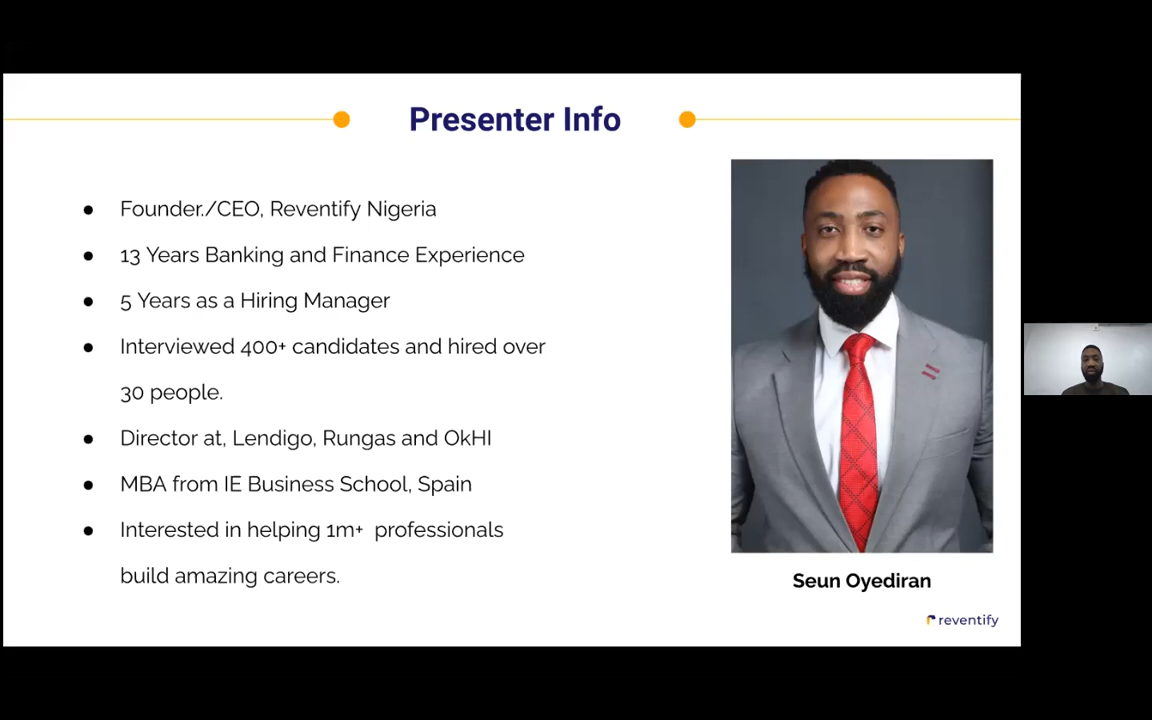 Presenter Info
● Founder./CEO, Reventify Nigeria
● 13 Years Banking and Finance Experience
● 5 Years as a Hiring Manager
● Interviewed 400+ candidates and hired over
30 people.
● Director at, Lendigo, Rungas and OkHI
● MBA from IE Business School, Spain
● Interested in helping 1m+ professionals
build amazing careers.
Seun Oyediran
reventify